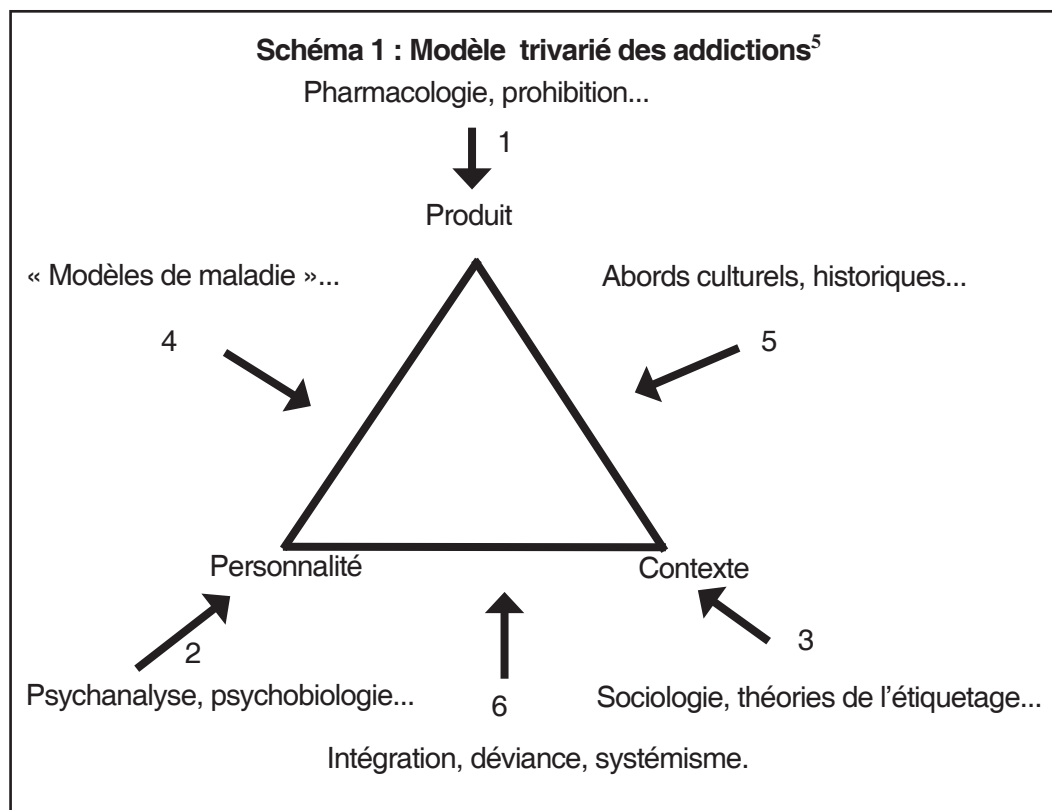 Schéma 1 : Modèle trivarié des addictions⁵
Pharmacologie, prohibition...
1
Produit
« Modèles de maladie »...
Abords culturels, historiques...
4
5
Personnalité
Contexte
2
3
Psychanalyse, psychobiologie...
6
Sociologie, théories de l'étiquetage...
Intégration, déviance, systémisme.